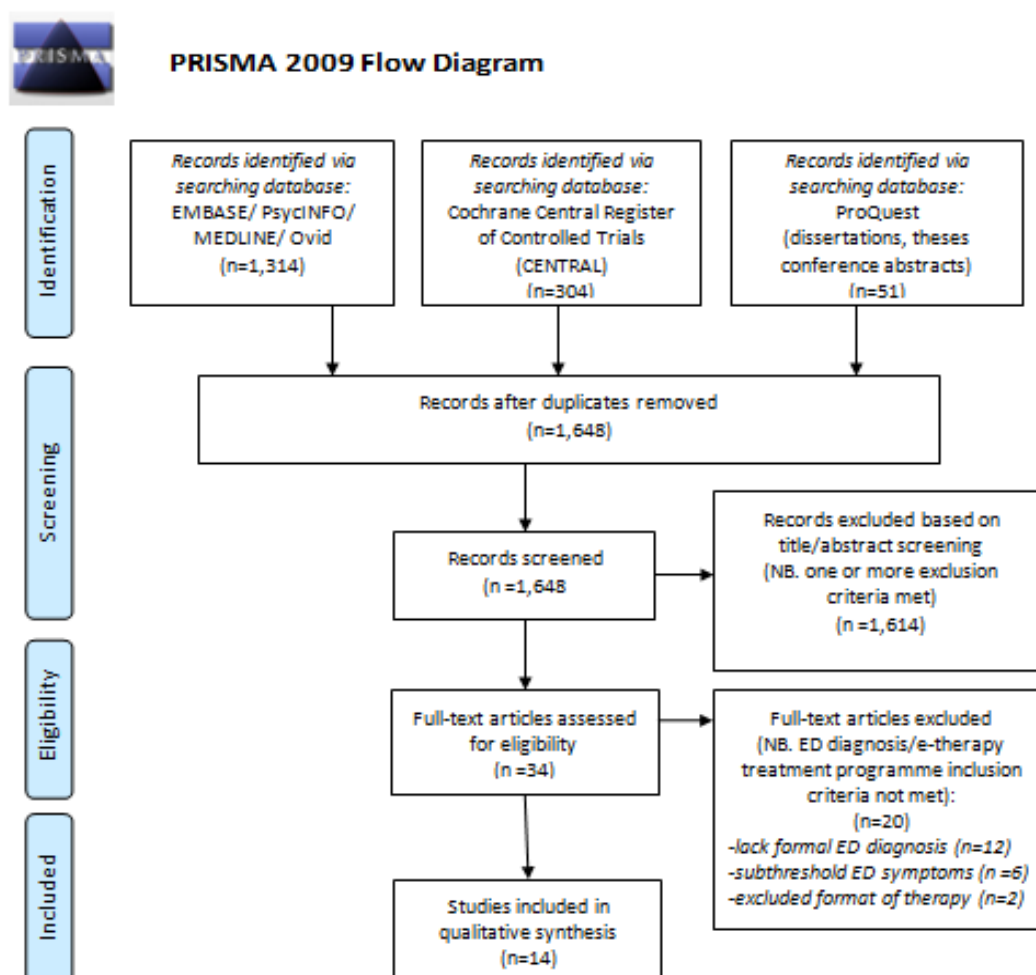 PRISMA
PRISMA 2009 Flow Diagram
Identification
Records identified via
searching database:
EMBASE/ PsycINFO/
MEDLINE/ Ovid
(n=1,314)
Records identified via
searching database:
Cochrane Central Register
of Controlled Trials
(CENTRAL)
(n=304)
Records identified via
searching database:
ProQuest
(dissertations, theses
conference abstracts)
(n=51)
Screening
Records after duplicates removed
(n=1,648)
Records screened
(n =1,648
Records excluded based on
title/abstract screening
(NB. one or more exclusion
criteria met)
(n =1,614)
Eligibility
Full-text articles assessed
for eligibility
(n =34)
Full-text articles excluded
(NB. ED diagnosis/e-therapy
treatment programme inclusion
criteria not met):
(n=20)
-lack formal ED diagnosis (n=12)
-subthreshold ED symptoms (n =6)
-excluded format of therapy (n=2)
Included
Studies included in
qualitative synthesis
(n=14)